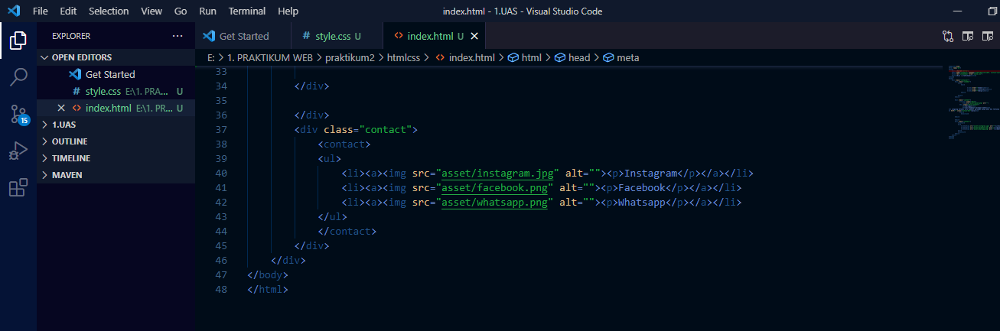 File Edit Selection View Go Run Terminal Help index.html - 1.UAS - Visual Studio Code
EXPLORER ···
OPEN EDITORS
Get Started
style.css E:\1. PRA... U
index.html E:\1. PR... U
15
1.UAS
OUTLINE
TIMELINE
MAVEN
Get Started # style.css U <> index.html U
E: > 1. PRAKTIKUM WEB > praktikum2 > htmlcss > <> index.html > html > head > meta
33
34 </div>
35
36 </div>
37 <div class="contact">
38 <contact>
39 <ul>
40 <li><a><img src="asset/instagram.jpg" alt=""><p>Instagram</p></a></li>
41 <li><a><img src="asset/facebook.png" alt=""><p>Facebook</p></a></li>
42 <li><a><img src="asset/whatsapp.png" alt=""><p>Whatsapp</p></a></li>
43 </ul>
44 </contact>
45 </div>
46 </div>
47 </body>
48 </html>